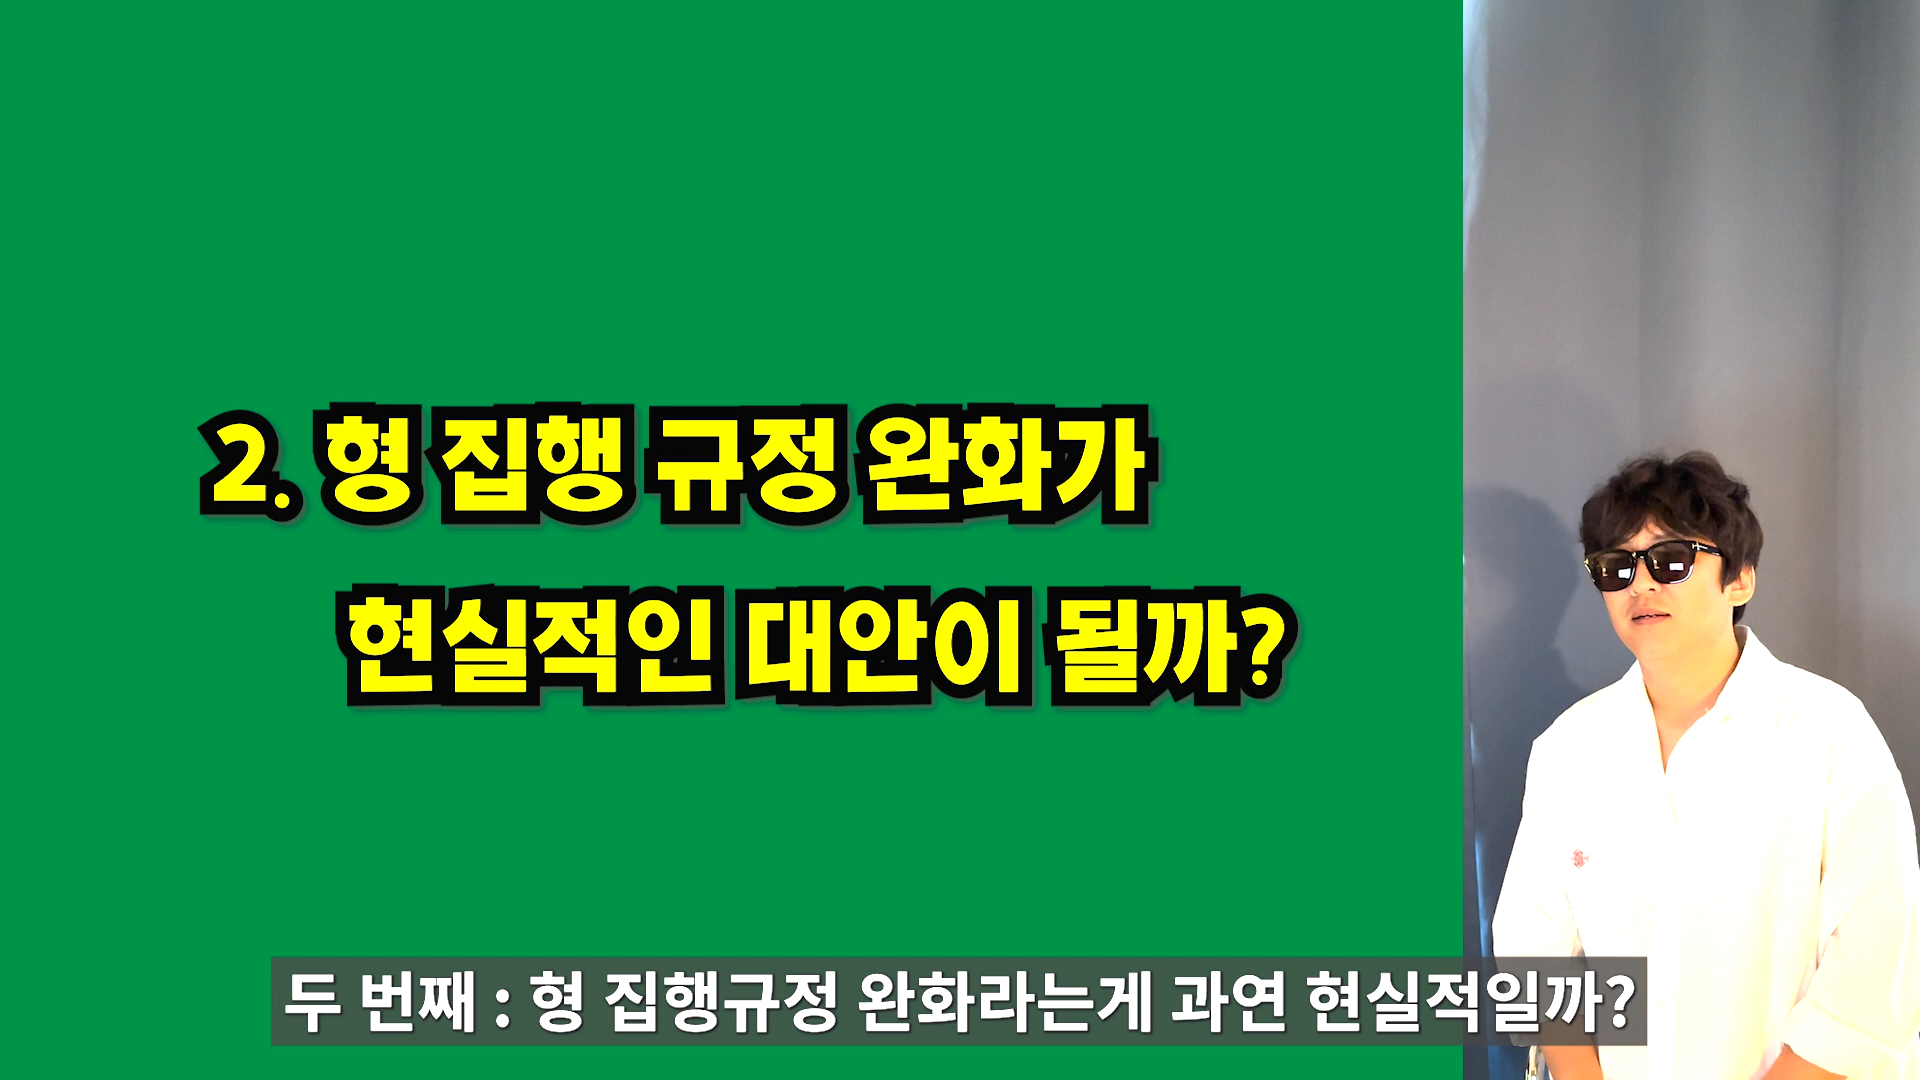 2. 형 집행 규정 완화가
현실적인 대안이 될까?
두 번째 : 형 집행규정 완화라는게 과연 현실적일까?